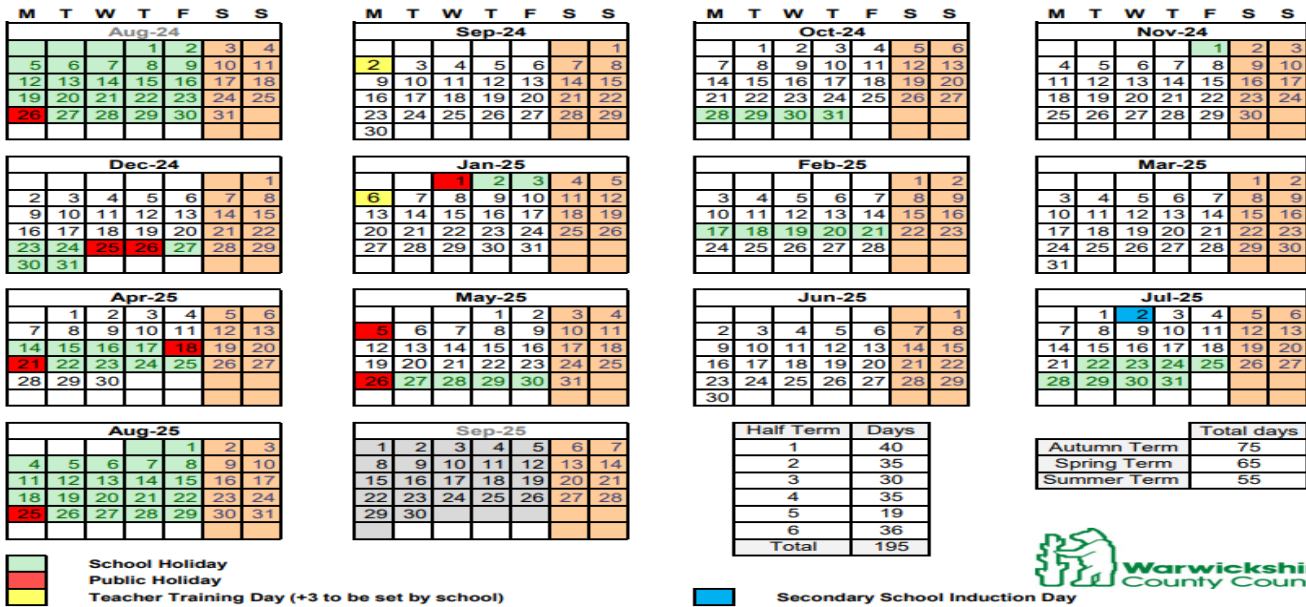 M T W T F S S
Aug-24
1 2 3 4
5 6 7 8 9 10 11
12 13 14 15 16 17 18
19 20 21 22 23 24 25
26 27 28 29 30 31
M T W T F S S
Sep-24
1
2 3 4 5 6 7 8
9 10 11 12 13 14 15
16 17 18 19 20 21 22
23 24 25 26 27 28 29
30
M T W T F S S
Oct-24
1 2 3 4 5 6
7 8 9 10 11 12 13
14 15 16 17 18 19 20
21 22 23 24 25 26 27
28 29 30 31
M T W T F S S
Nov-24
1 2 3
4 5 6 7 8 9 10
11 12 13 14 15 16 17
18 19 20 21 22 23 24
25 26 27 28 29 30
Dec-24
1
2 3 4 5 6 7 8
9 10 11 12 13 14 15
16 17 18 19 20 21 22
23 24 25 26 27 28 29
30 31
Jan-25
1 2 3 4 5
6 7 8 9 10 11 12
13 14 15 16 17 18 19
20 21 22 23 24 25 26
27 28 29 30 31
Feb-25
1 2
3 4 5 6 7 8 9
10 11 12 13 14 15 16
17 18 19 20 21 22 23
24 25 26 27 28
Mar-25
1 2
3 4 5 6 7 8 9
10 11 12 13 14 15 16
17 18 19 20 21 22 23
24 25 26 27 28 29 30
31
Apr-25
1 2 3 4 5 6
7 8 9 10 11 12 13
14 15 16 17 18 19 20
21 22 23 24 25 26 27
28 29 30
May-25
1 2 3 4
5 6 7 8 9 10 11
12 13 14 15 16 17 18
19 20 21 22 23 24 25
26 27 28 29 30 31
Jun-25
1
2 3 4 5 6 7 8
9 10 11 12 13 14 15
16 17 18 19 20 21 22
23 24 25 26 27 28 29
30
Jul-25
1 2 3 4 5 6
7 8 9 10 11 12 13
14 15 16 17 18 19 20
21 22 23 24 25 26 27
28 29 30 31
Aug-25
1 2 3
4 5 6 7 8 9 10
11 12 13 14 15 16 17
18 19 20 21 22 23 24
25 26 27 28 29 30 31
Sep-25
1 2 3 4 5 6 7
8 9 10 11 12 13 14
15 16 17 18 19 20 21
22 23 24 25 26 27 28
29 30
Half Term Days
1 40
2 35
3 30
4 35
5 19
6 36
Total 195
Total days
Autumn Term 75
Spring Term 65
Summer Term 55
Warwickshi
County Coun
School Holiday
Public Holiday
Teacher Training Day (+3 to be set by school)
Secondary School Induction Day